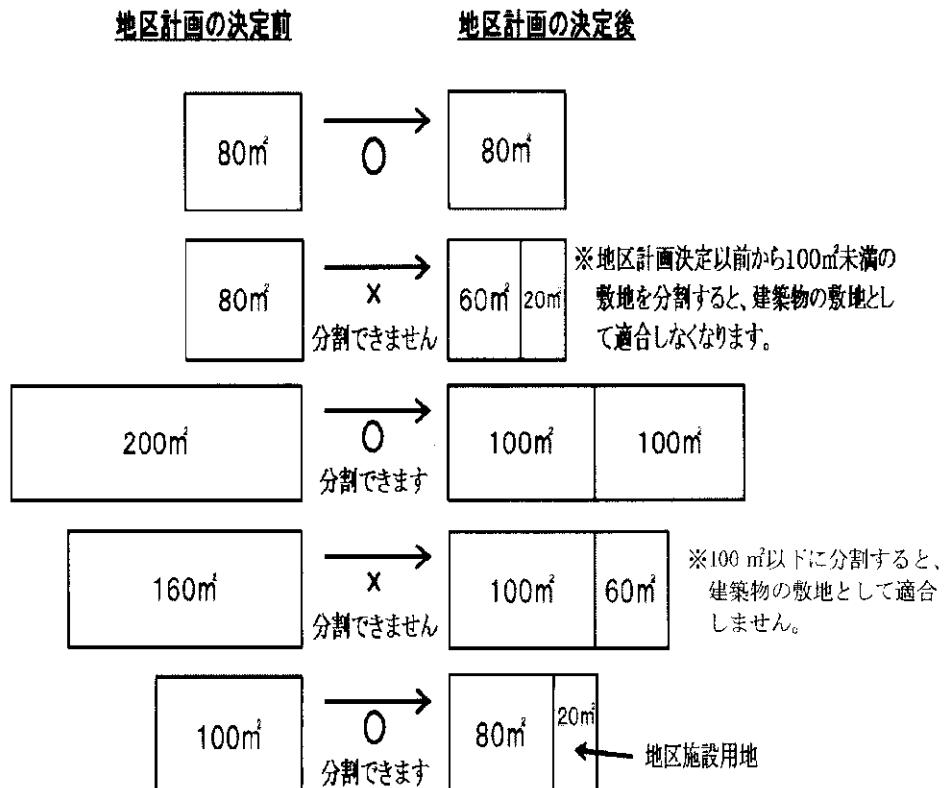 地区計画の決定前
地区計画の決定後
80㎡
○
80㎡
80㎡
×
分割できません
60㎡
20㎡
※地区計画決定以前から100㎡未満の
敷地を分割すると、建築物の敷地とし
て適合しなくなります。
200㎡
○
分割できます
100㎡
100㎡
160㎡
×
分割できません
100㎡
60㎡
※100㎡以下に分割すると、
建築物の敷地として適合
しません。
100㎡
○
分割できます
80㎡
20㎡
地区施設用地